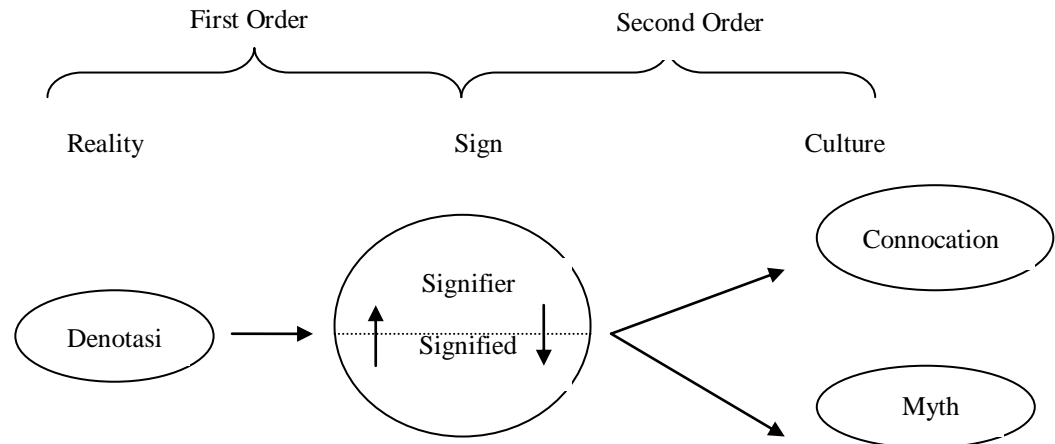 First Order
Second Order
Reality
Sign
Culture
Connocation
Signifier
Denotasi
Signified
Myth